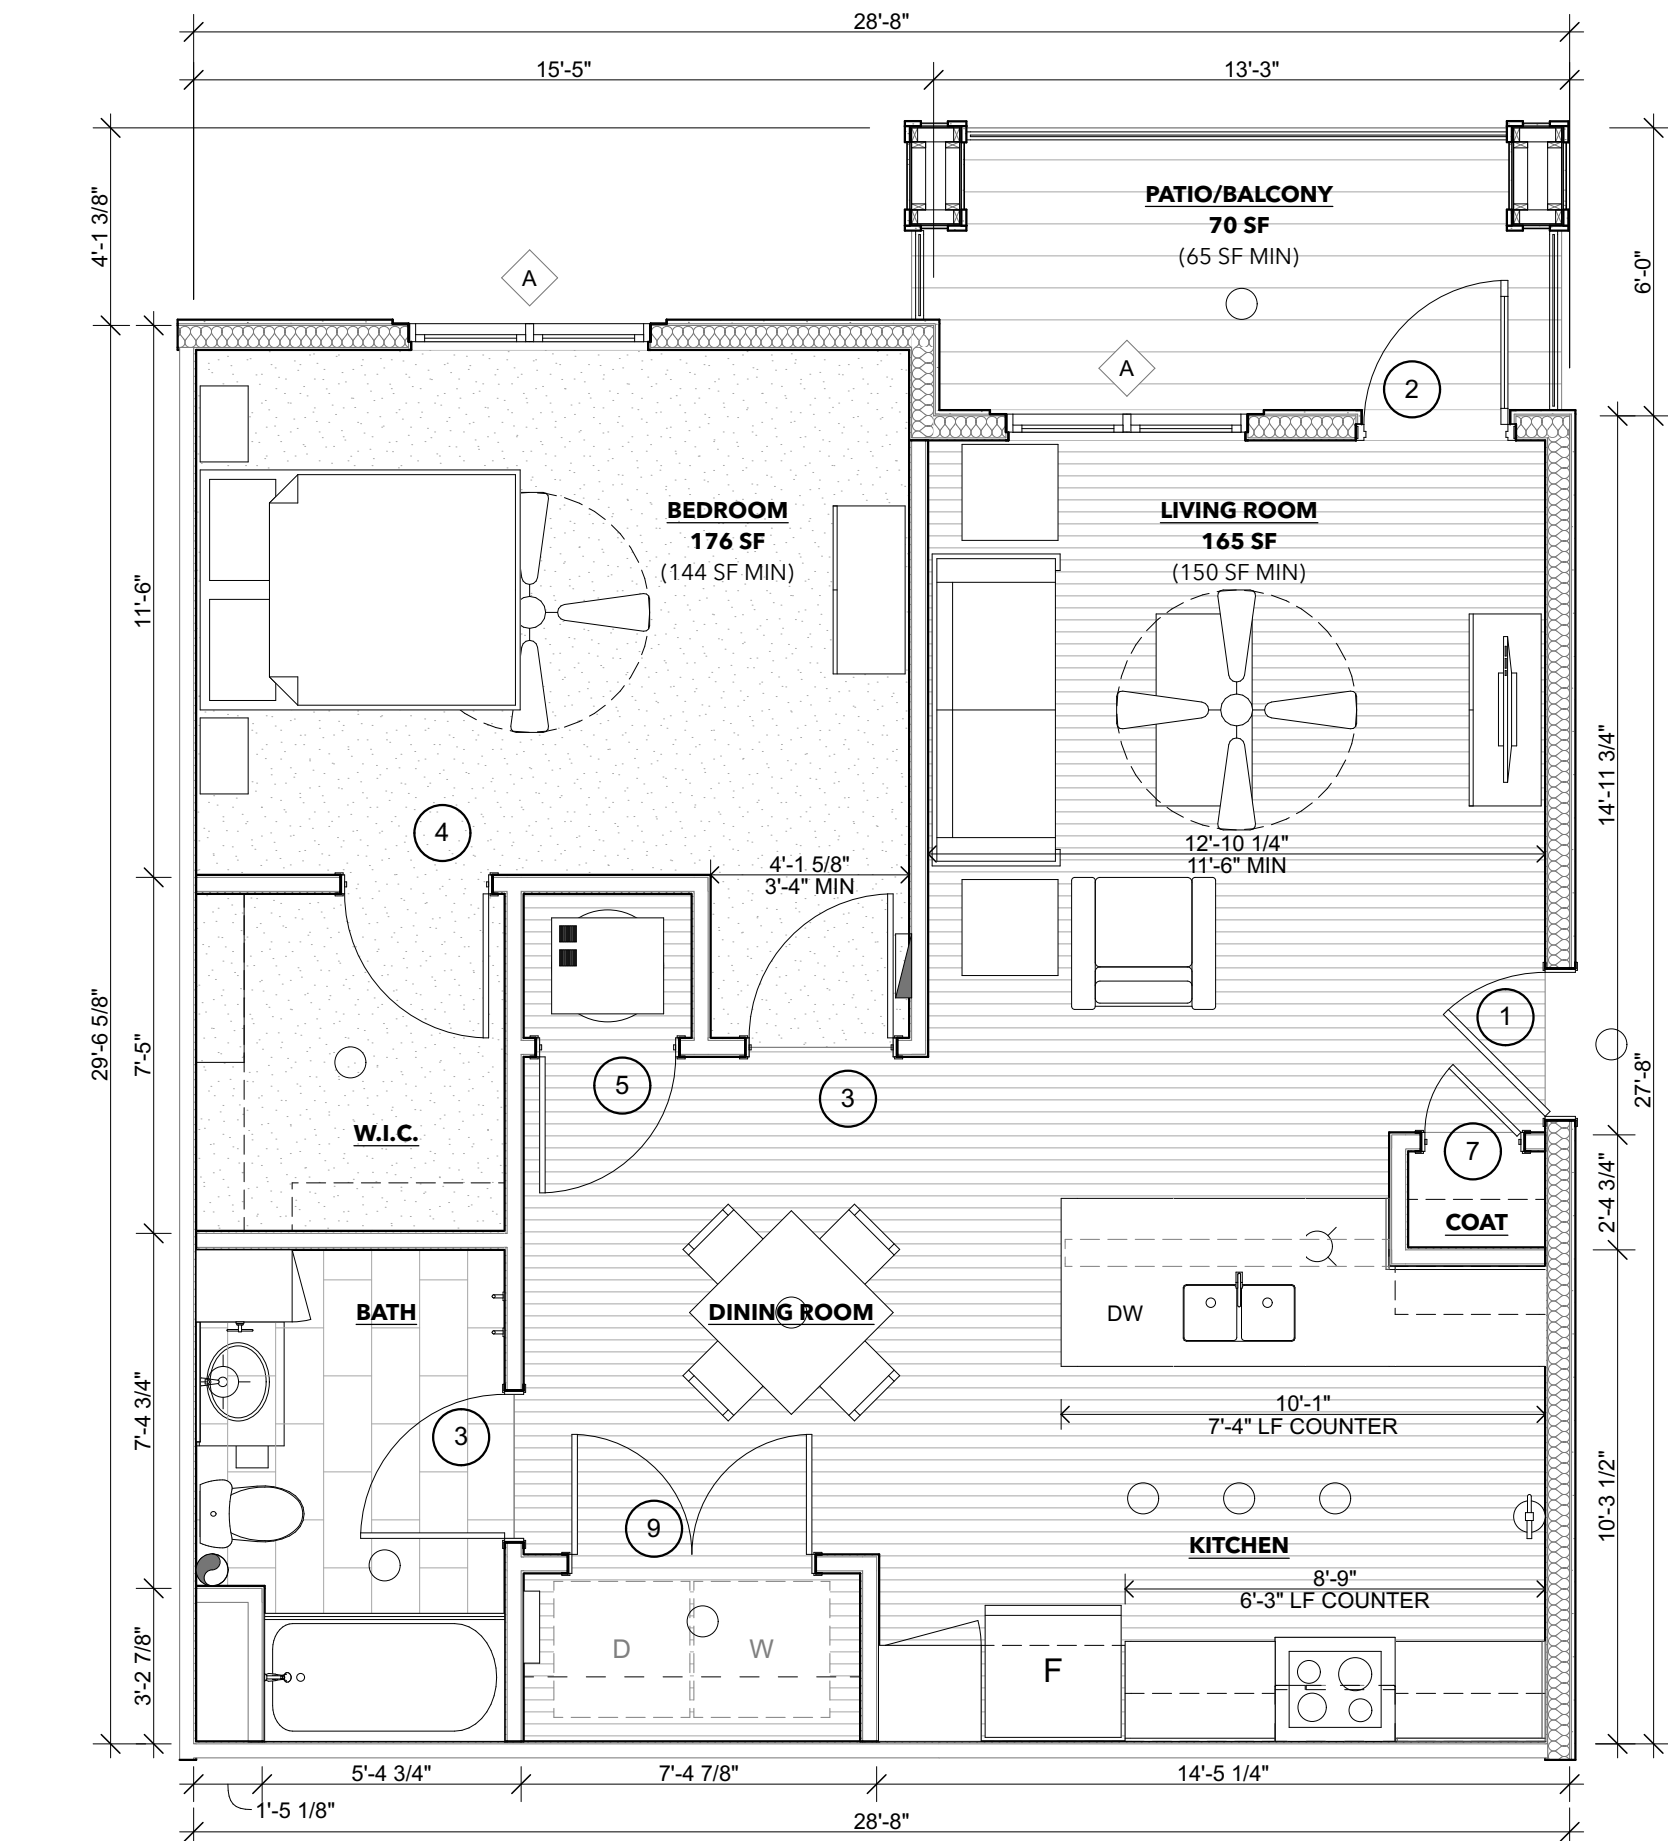 28'-8"
15'-5"
13'-3"
4'-1 3/8"
PATIO/BALCONY
70 SF
(65 SF MIN)
6'-0"
A
A
2
BEDROOM
176 SF
(144 SF MIN)
LIVING ROOM
165 SF
(150 SF MIN)
11'-6"
14'-11 3/4"
4
12'-10 1/4"
11'-6" MIN
4'-1 5/8"
3'-4" MIN
29'-6 5/8"
7'-5"
1
27'-8"
5
3
W.I.C.
7
COAT
2'-4 3/4"
BATH
DINING ROOM
DW
7'-4 3/4"
3
10'-1"
7'-4" LF COUNTER
9
10'-3 1/2"
KITCHEN
8'-9"
6'-3" LF COUNTER
3'-2 7/8"
D
W
F
5'-4 3/4"
7'-4 7/8"
14'-5 1/4"
1'-5 1/8"
28'-8"